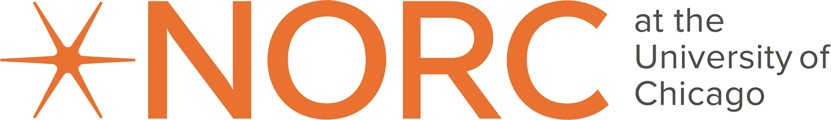 NORC
at the
University of
Chicago